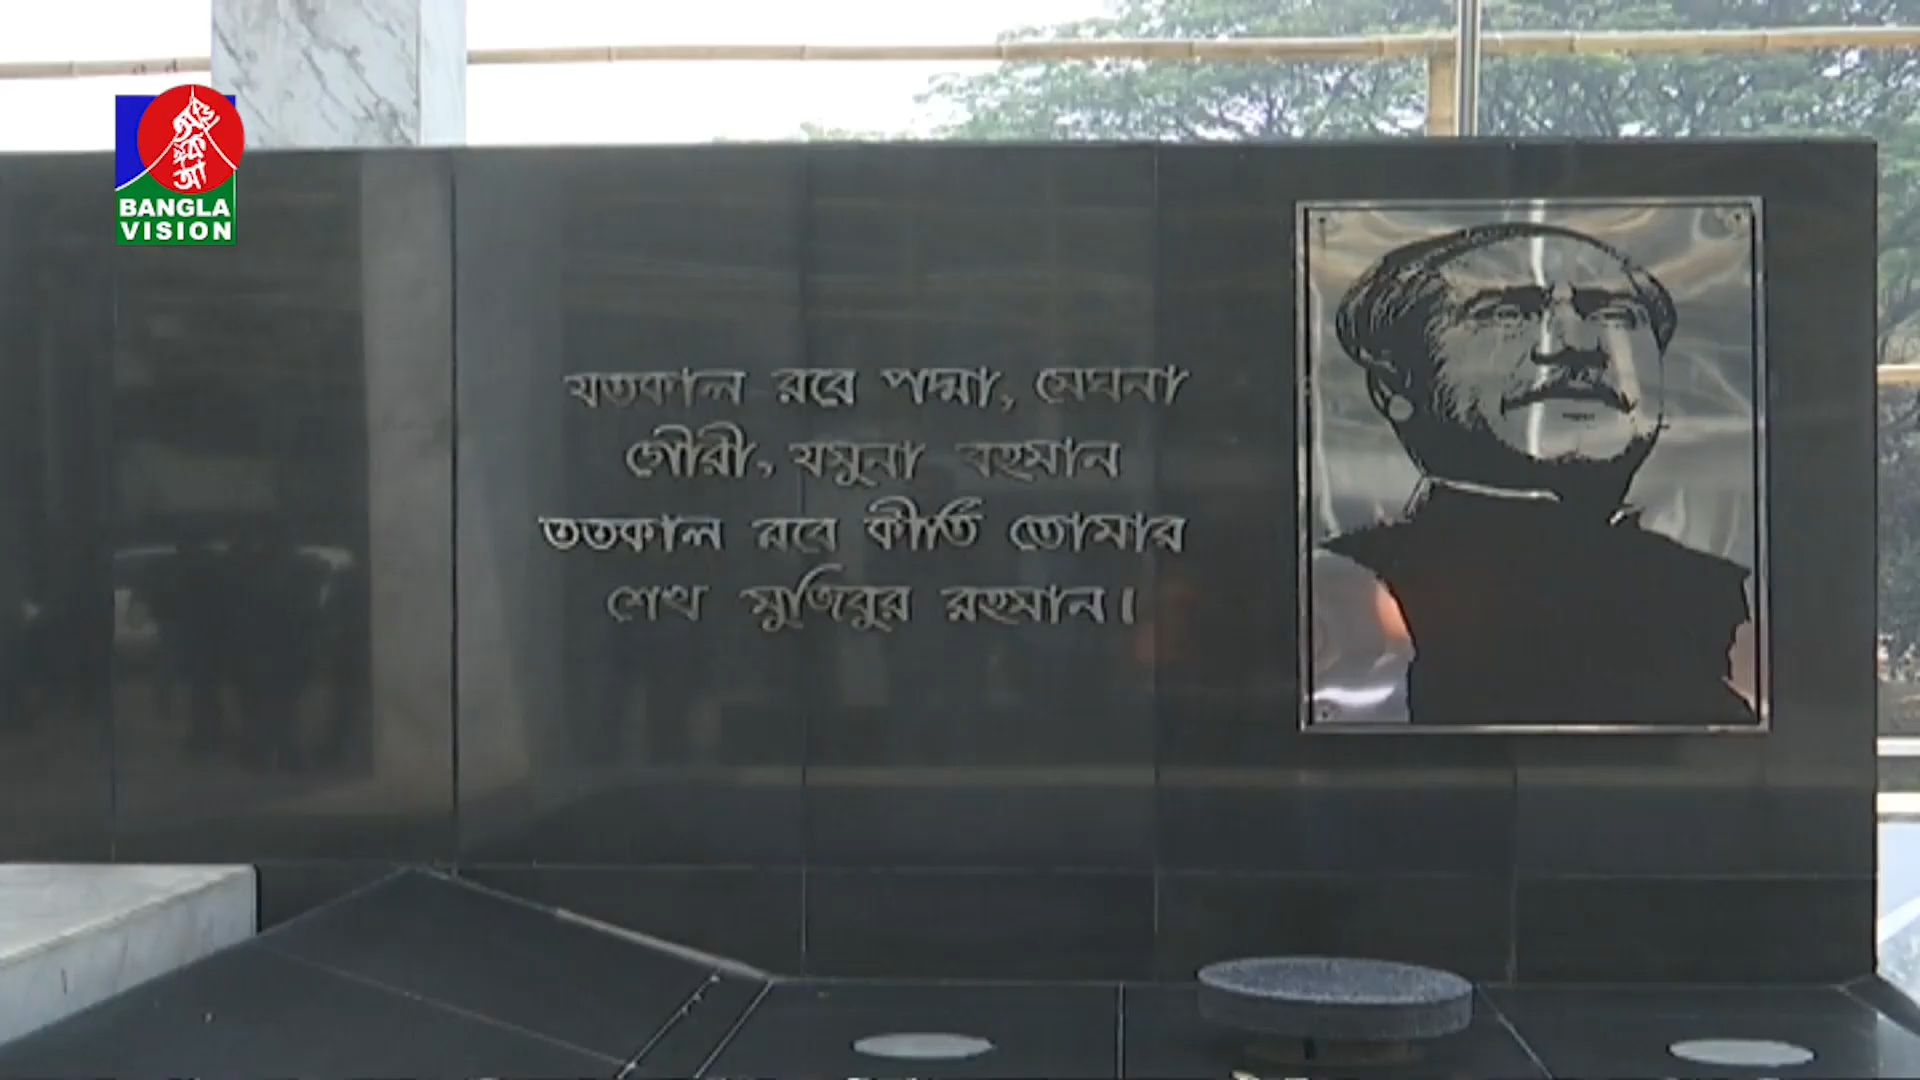 BANGLA
VISION
যতকাল রবে পদ্মা, মেঘনা
গৌরী, যমুনা বহমান
ততকাল রবে কীর্তি তোমার
শেখ মুজিবুর রহমান।